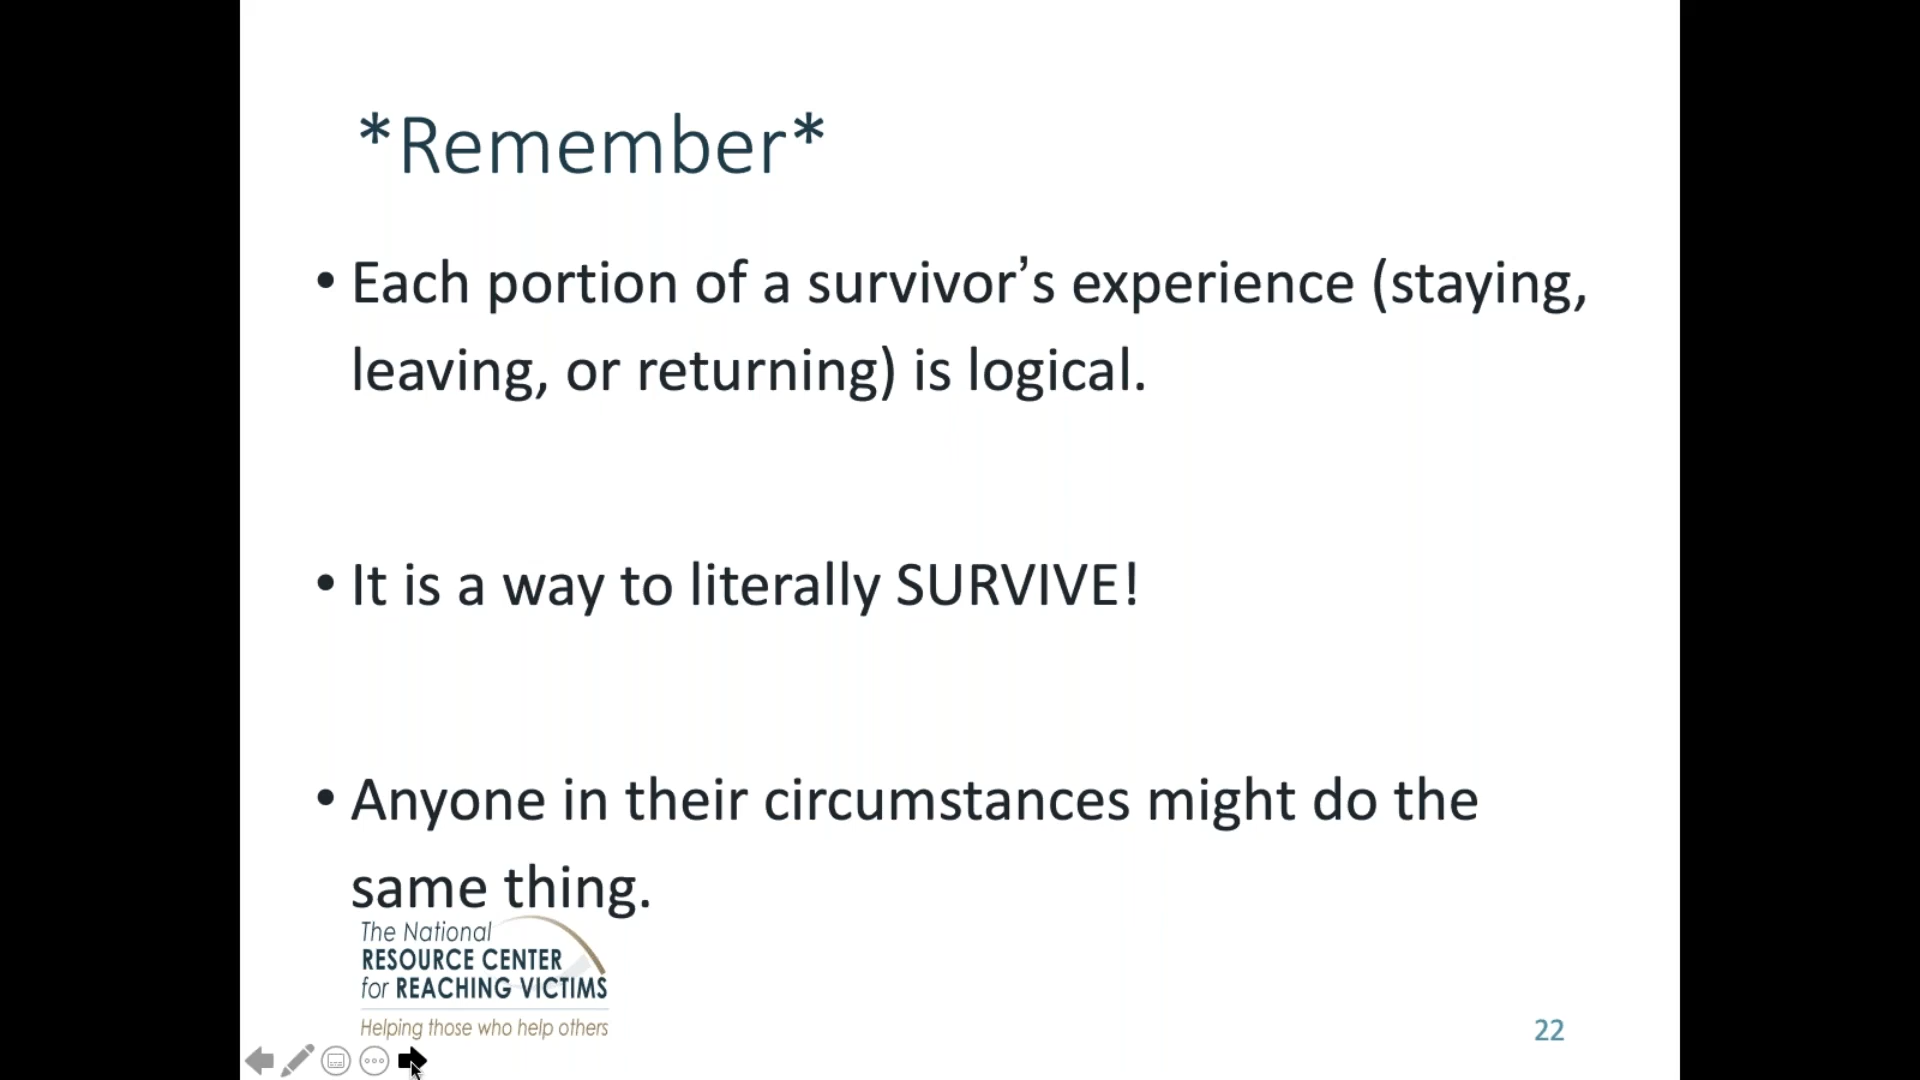 *Remember*
• Each portion of a survivor’s experience (staying,
leaving, or returning) is logical.
• It is a way to literally SURVIVE!
• Anyone in their circumstances might do the
same thing.
The National
RESOURCE CENTER
for REACHING VICTIMS
Helping those who help others
22